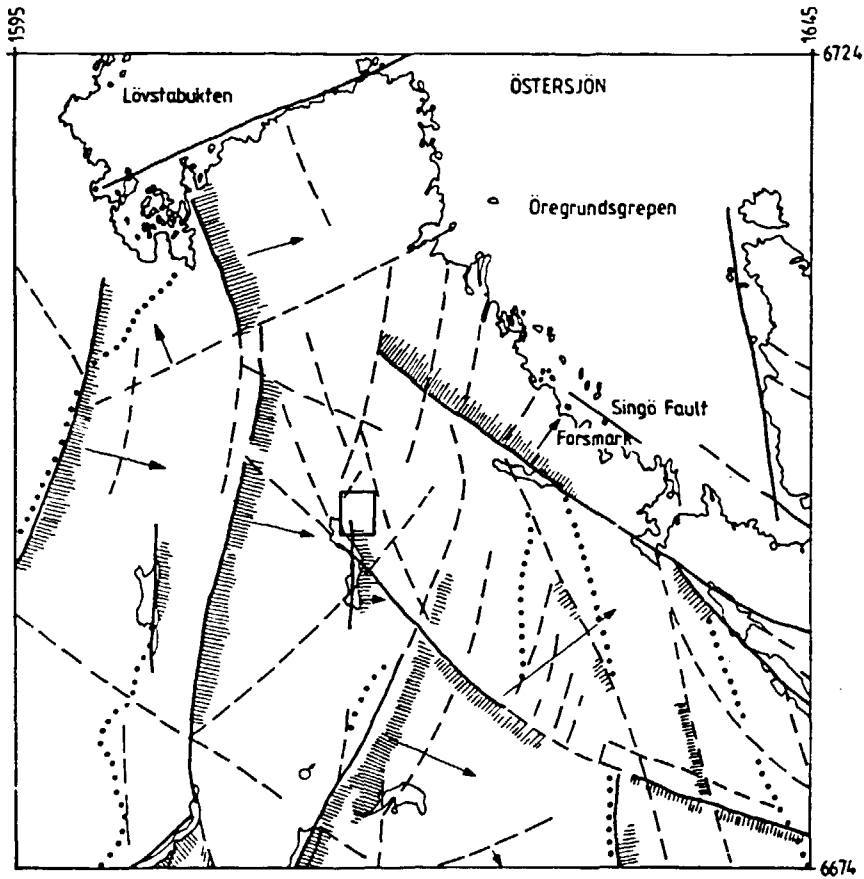 1595
1645
6724
Lövstabukten
ÖSTERSJÖN
Öregrundsgrepen
Singö Fault
Forsmark
6674